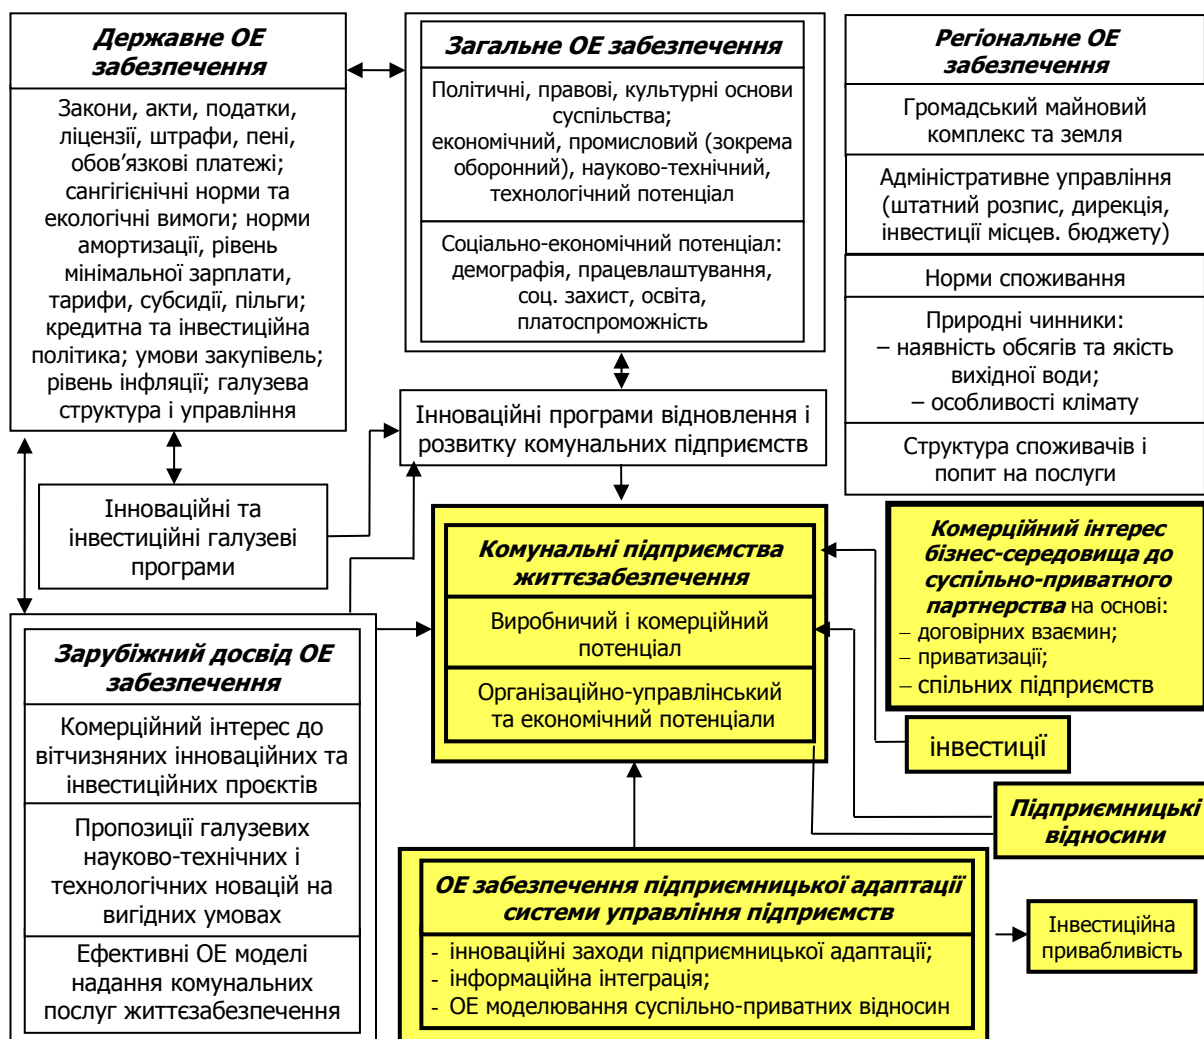 Державне ОЕ
забезпечення
Закони, акти, податки,
ліцензії, штрафи, пені,
обов’язкові платежі;
сангігієнічні норми та
екологічні вимоги; норми
амортизації, рівень
мінімальної зарплати,
тарифи, субсидії, пільги;
кредитна та інвестиційна
політика; умови закупівель;
рівень інфляції; галузева
структура і управління
Загальне ОЕ забезпечення
Політичні, правові, культурні основи
суспільства;
економічний, промисловий (зокрема
оборонний), науково-технічний,
технологічний потенціал
Соціально-економічний потенціал:
демографія, працевлаштування,
соц. захист, освіта,
платоспроможність
Регіональне ОЕ
забезпечення
Громадський майновий
комплекс та земля
Адміністративне управління
(штатний розпис, дирекція,
інвестиції місцев. бюджету)
Норми споживання
Природні чинники:
– наявність обсягів та якість
вихідної води;
– особливості клімату
Структура споживачів і
попит на послуги
Інноваційні програми відновлення і
розвитку комунальних підприємств
Інноваційні та
інвестиційні галузеві
програми
Комунальні підприємства
життєзабезпечення
Виробничий і комерційний
потенціал
Організаційно-управлінський
та економічний потенціали
Комерційний інтерес
бізнес-середовища до
суспільно-приватного
партнерства на основі:
– договірних взаємин;
– приватизації;
– спільних підприємств
інвестиції
Підприємницькі
відносини
Зарубіжний досвід ОЕ
забезпечення
Комерційний інтерес до
вітчизняних інноваційних та
інвестиційних проєктів
Пропозиції галузевих
науково-технічних і
технологічних новацій на
вигідних умовах
Ефективні ОЕ моделі
надання комунальних
послуг життєзабезпечення
ОЕ забезпечення підприємницької адаптації
системи управління підприємств
- інноваційні заходи підприємницької адаптації;
- інформаційна інтеграція;
- ОЕ моделювання суспільно-приватних відносин
Інвестиційна
привабливість